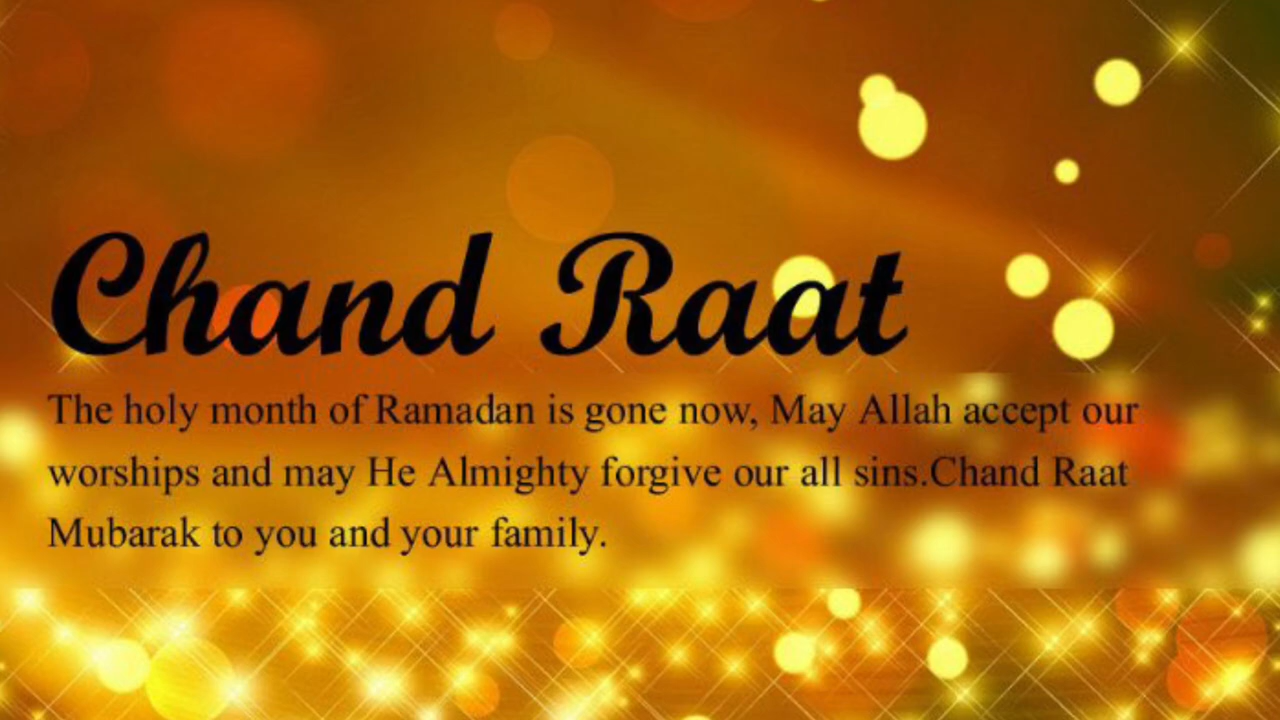 Chand Raat
The holy month of Ramadan is gone now, May Allah accept our
worships and may He Almighty forgive our all sins.Chand Raat
Mubarak to you and your family.